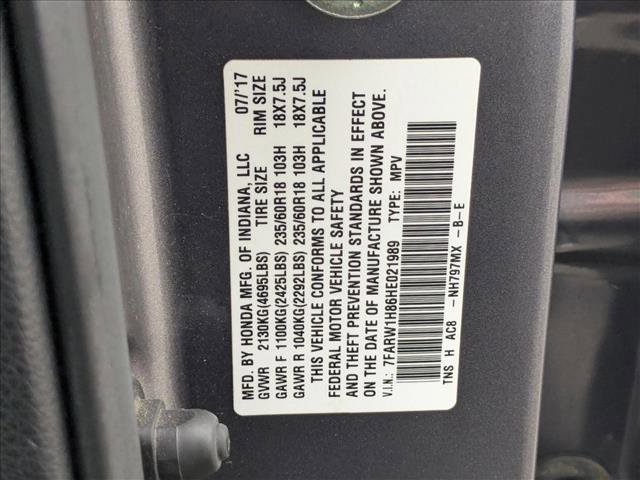 MFD. BY HONDA MFG. OF INDIANA, LLC 07/'17
GVWR 2130KG(4695LBS) TIRE SIZE RIM SIZE
GAWR F 1100KG(2425LBS) 235/60R18 103H 18X7.5J
GAWR R 1040KG(2292LBS) 235/60R18 103H 18X7.5J
THIS VEHICLE CONFORMS TO ALL APPLICABLE
FEDERAL MOTOR VEHICLE SAFETY
AND THEFT PREVENTION STANDARDS IN EFFECT
ON THE DATE OF MANUFACTURE SHOWN ABOVE.
V.I.N.: 7FARW1H86HE021989 TYPE: MPV
TNS H AC8 -NH797MX -B-E